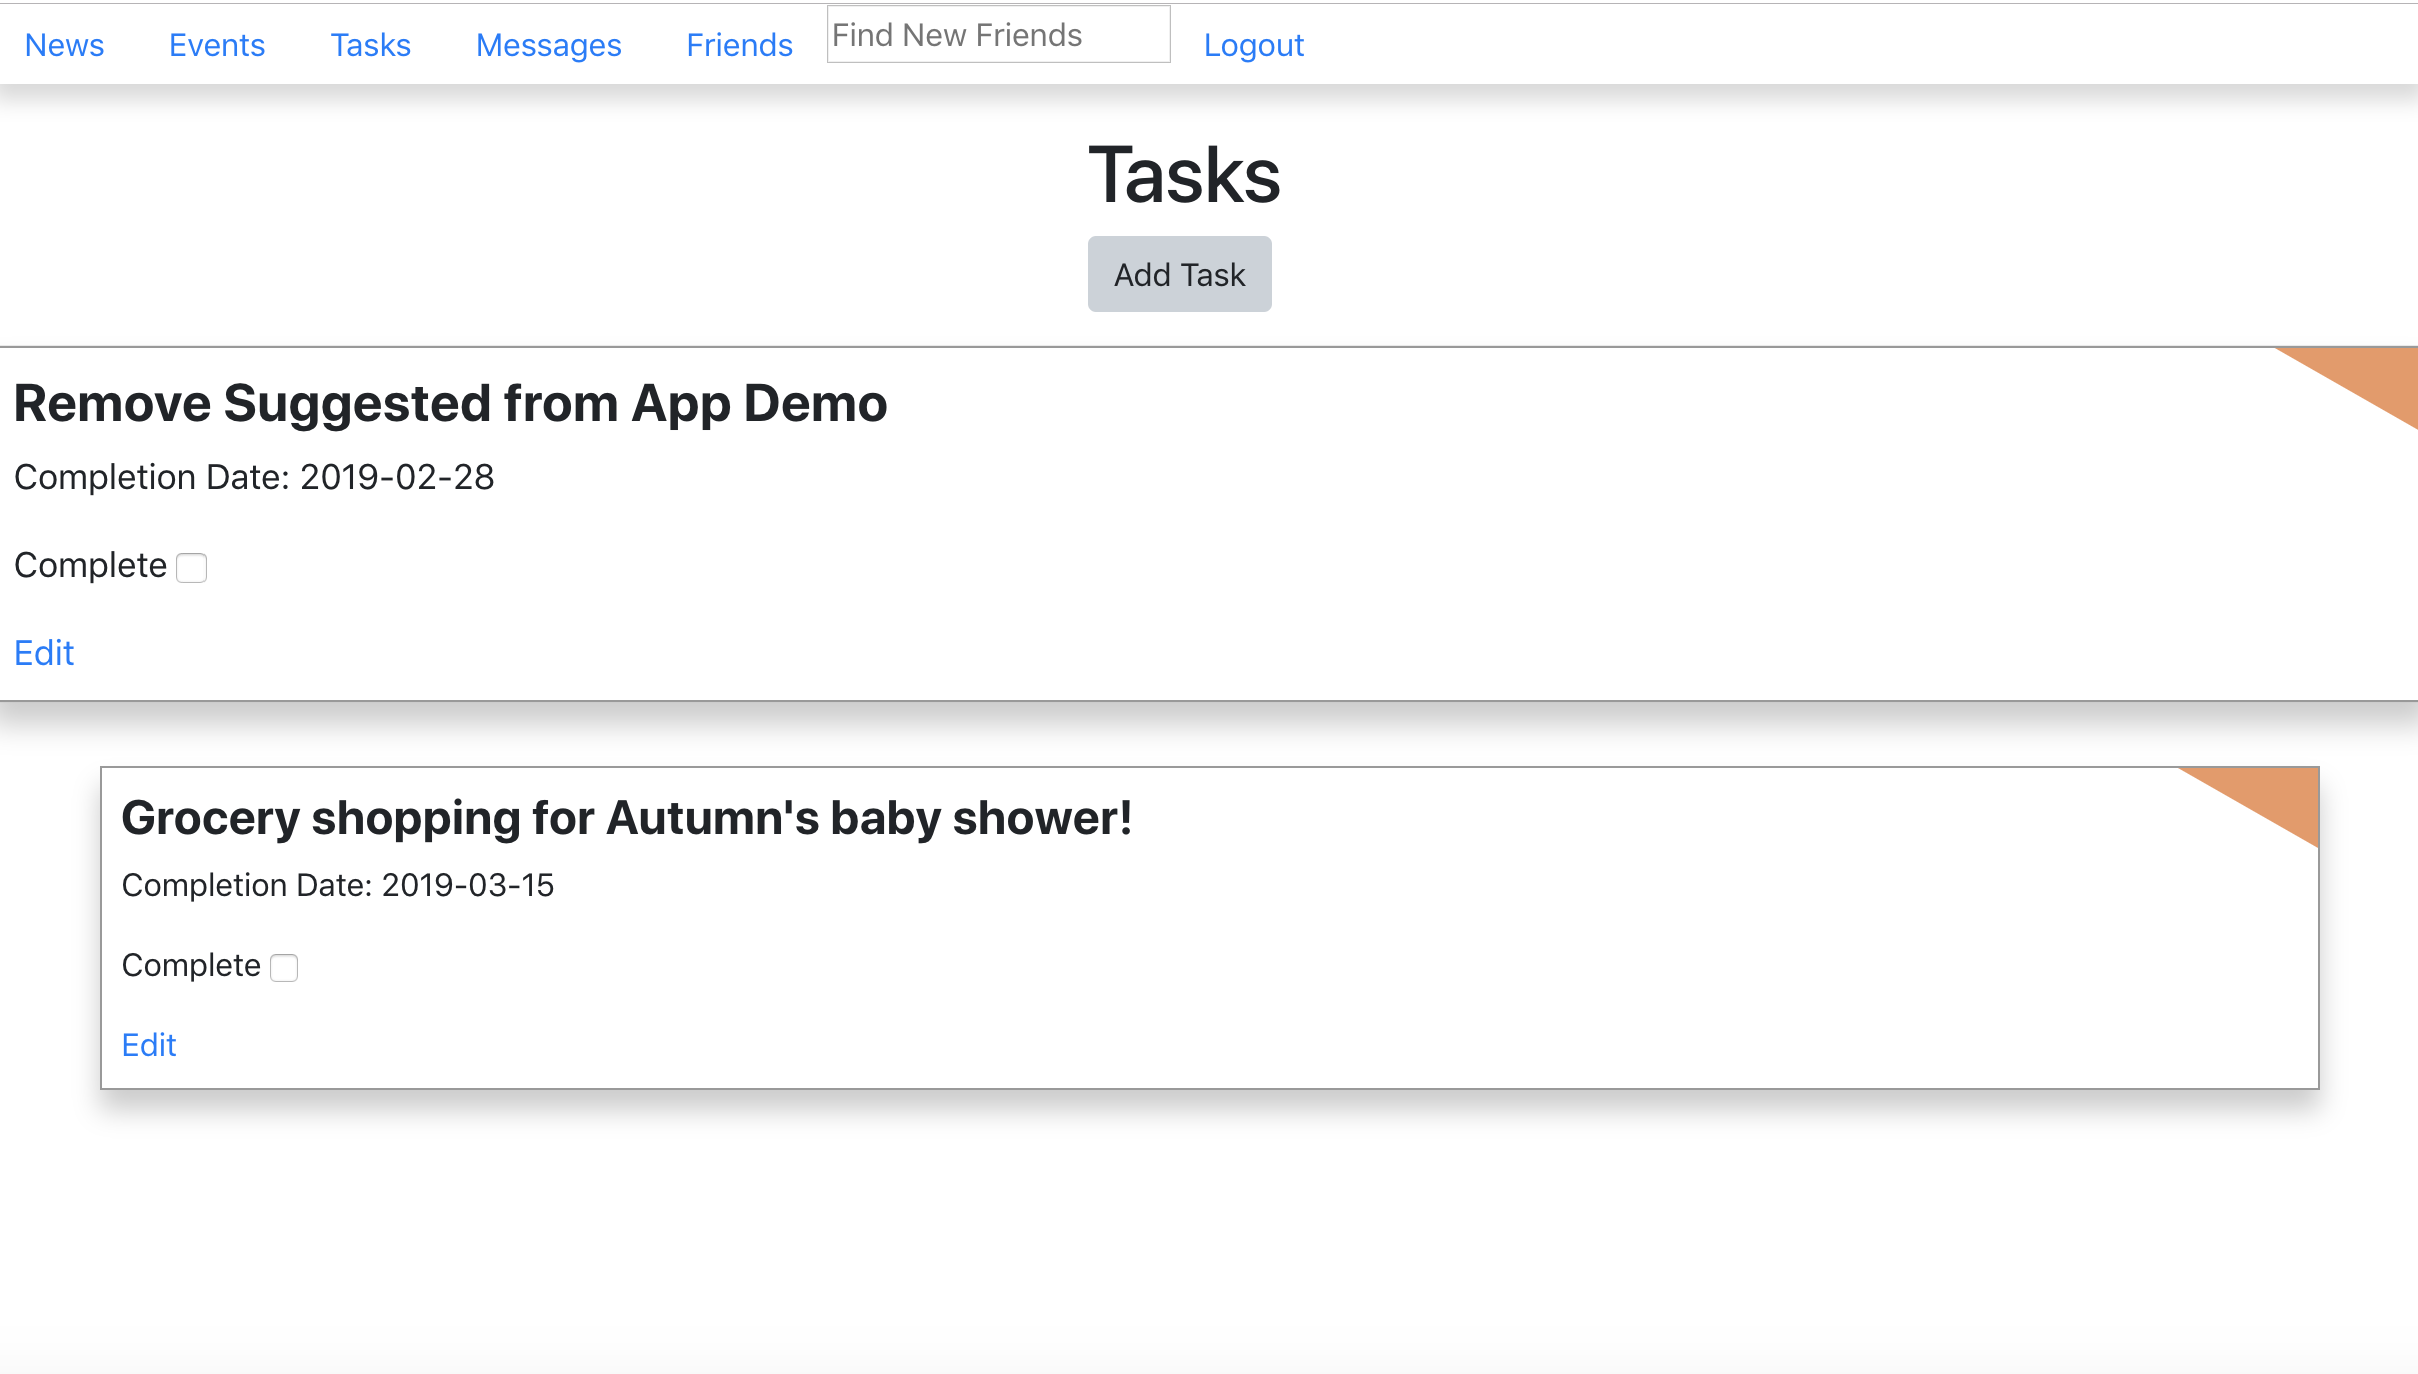 News Events Tasks Messages Friends Find New Friends Logout
Tasks
Add Task
Remove Suggested from App Demo
Completion Date: 2019-02-28
Complete
Edit
Grocery shopping for Autumn's baby shower!
Completion Date: 2019-03-15
Complete
Edit